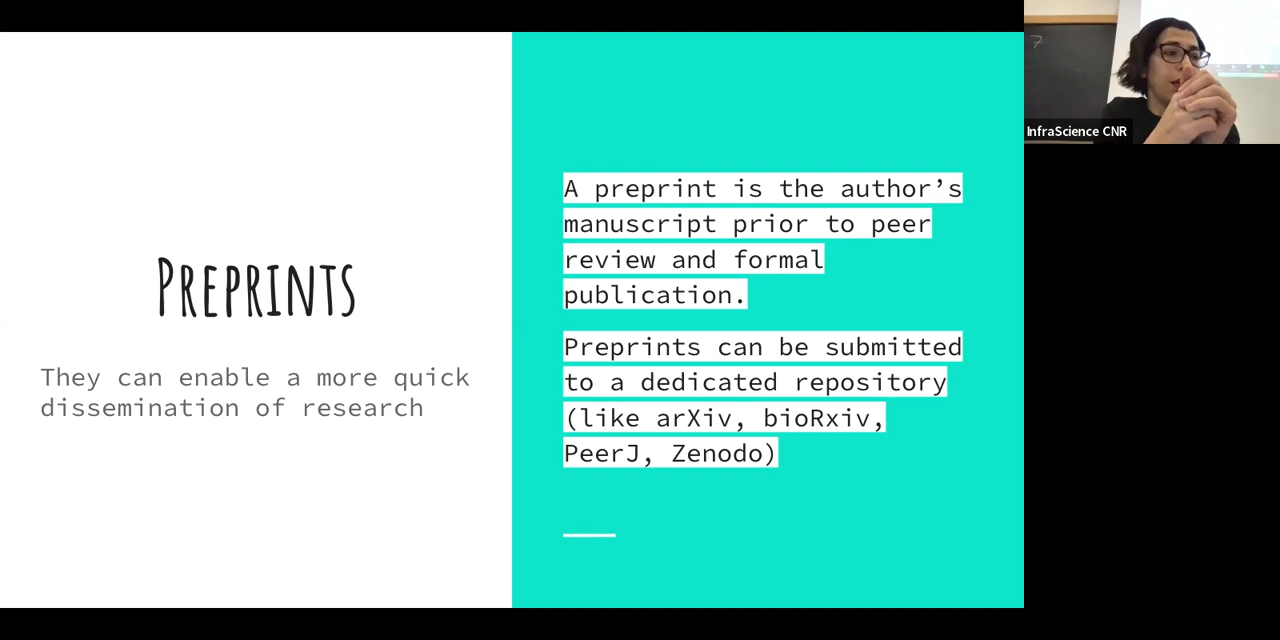 PREPRINTS
They can enable a more quick
dissemination of research
A preprint is the author’s
manuscript prior to peer
review and formal
publication.
Preprints can be submitted
to a dedicated repository
(like arXiv, bioRxiv,
PeerJ, Zenodo)
InfraScience CNR
7